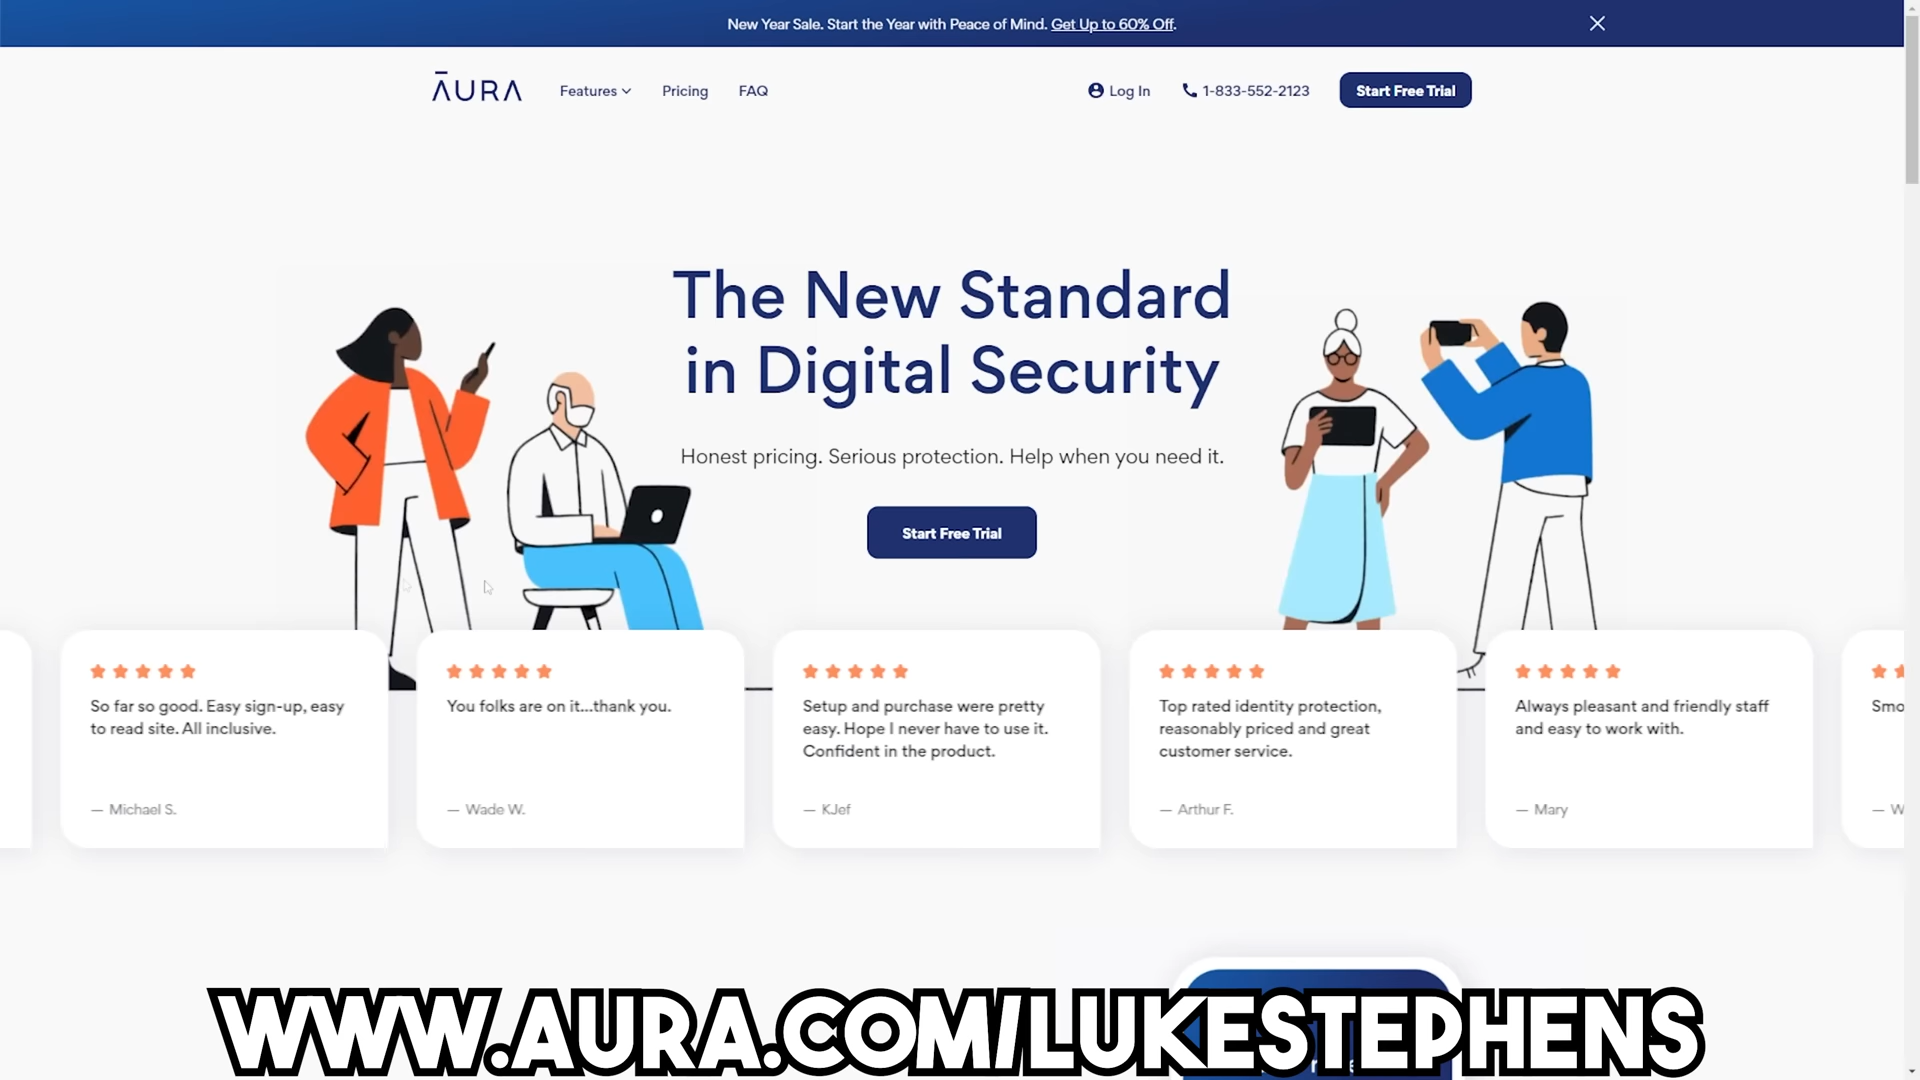 New Year Sale. Start the Year with Peace of Mind. Get Up to 60% Off.
ĀURA
Features
Pricing
FAQ
Log In
1-833-552-2123
Start Free Trial
The New Standard
in Digital Security
Honest pricing. Serious protection. Help when you need it.
Start Free Trial
So far so good. Easy sign-up, easy
to read site. All inclusive.
— Michael S.
You folks are on it...thank you.
— Wade W.
Setup and purchase were pretty
easy. Hope I never have to use it.
Confident in the product.
— KJef
Top rated identity protection,
reasonably priced and great
customer service.
— Arthur F.
Always pleasant and friendly staff
and easy to work with.
— Mary
Smo
— W
WWW.AURA.COM/LUKESTEPHENS